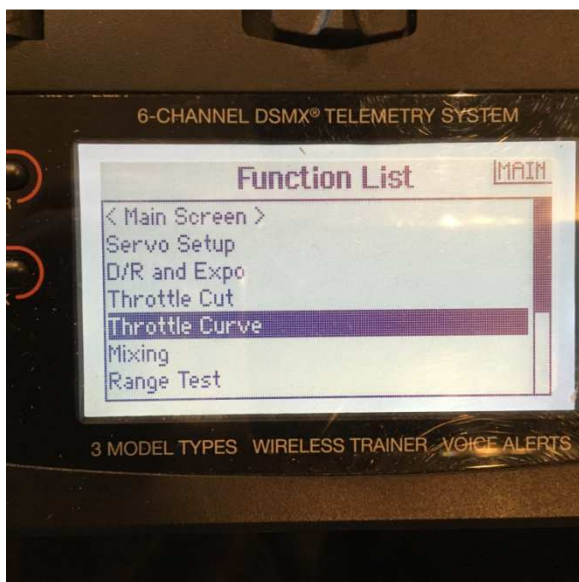 6-CHANNEL DSMX® TELEMETRY SYSTEM
Function List
MAIN
< Main Screen >
Servo Setup
D/R and Expo
Throttle Cut
Throttle Curve
Mixing
Range Test
3 MODEL TYPES WIRELESS TRAINER VOICE ALERTS